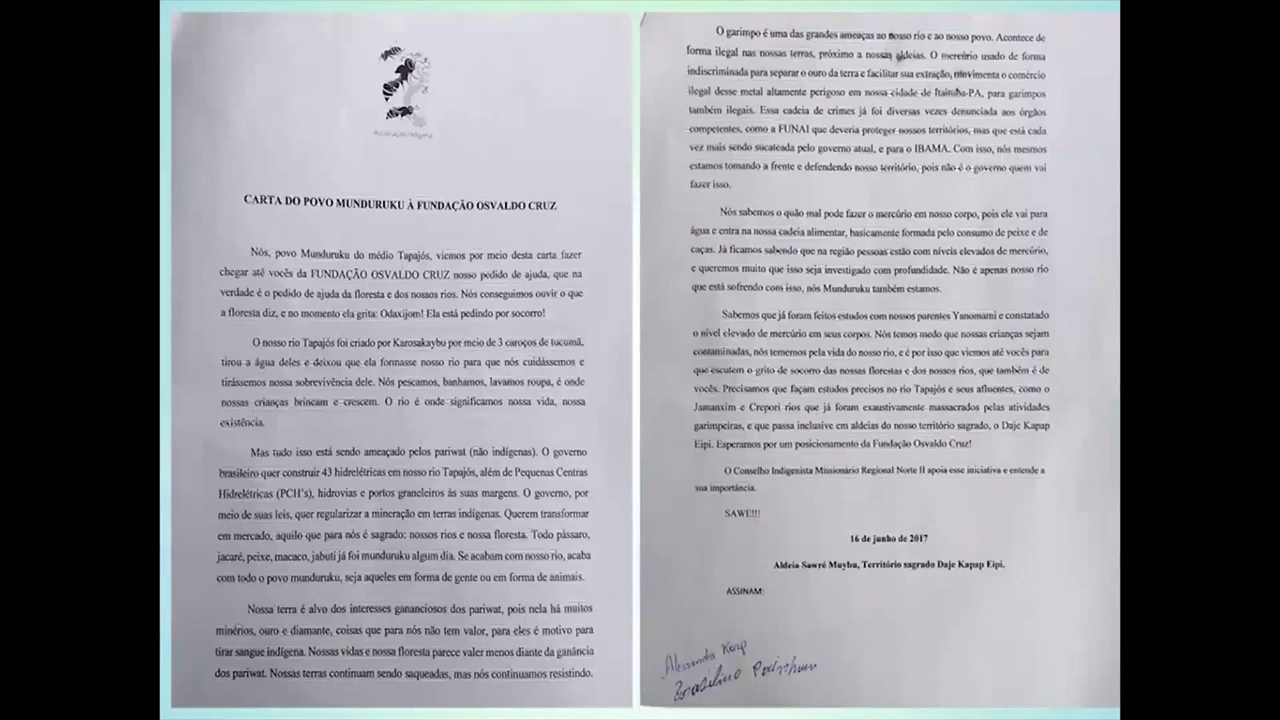 Associação Indígena
CARTA DO POVO MUNDURUKU À FUNDAÇÃO OSVALDO CRUZ
Nós, povo Munduruku do médio Tapajós, viemos por meio desta carta fazer
chegar até vocês da FUNDAÇÃO OSVALDO CRUZ nosso pedido de ajuda, que na
verdade é o pedido de ajuda da floresta e dos nossos rios. Nós conseguimos ouvir o que
a floresta diz, e no momento ela grita: Odaxijom! Ela está pedindo por socorro!
O nosso rio Tapajós foi criado por Karosakaybu por meio de 3 caroços de tucumã,
tirou a água deles e deixou que ela formasse nosso rio para que nós cuidássemos e
tirássemos nossa sobrevivência dele. Nós pescamos, banhamos, lavamos roupa, é onde
nossas crianças brincam e crescem. O rio é onde significamos nossa vida, nossa
existência.
Mas tudo isso está sendo ameaçado pelos pariwat (não indígenas). O governo
brasileiro quer construir 43 hidrelétricas em nosso rio Tapajós, além de Pequenas Centras
Hidrelétricas (PCH's), hidrovias e portos graneleiros às suas margens. O governo, por
meio de suas leis, quer regularizar a mineração em terras indígenas. Querem transformar
em mercado, aquilo que para nós é sagrado: nossos rios e nossa floresta. Todo pássaro,
jacaré, peixe, macaco, jabuti já foi munduruku algum dia. Se acabam com nosso rio, acaba
com todo o povo munduruku, seja aqueles em forma de gente ou em forma de animais.
Nossa terra é alvo dos interesses gananciosos dos pariwat, pois nela há muitos
minérios, ouro e diamante, coisas que para nós não tem valor, para eles é motivo para
tirar sangue indígena. Nossas vidas e nossa floresta parece valer menos diante da ganância
dos pariwat. Nossas terras continuam sendo saqueadas, mas nós continuamos resistindo.
O garimpo é uma das grandes ameaças ao nosso rio e ao nosso povo. Acontece de
forma ilegal nas nossas terras, próximo a nossas aldeias. O mercúrio usado de forma
indiscriminada para separar o ouro da terra e facilitar sua extração, movimenta o comércio
ilegal desse metal altamente perigoso em nossa cidade de Itaituba-PA, para garimpos
também ilegais. Essa cadeia de crimes já foi diversas vezes denunciada aos órgãos
competentes, como a FUNAI que deveria proteger nossos territórios, mas que está cada
vez mais sendo sucateada pelo governo atual, e para o IBAMA. Com isso, nós mesmos
estamos tomando a frente e defendendo nosso território, pois não é o governo quem vai
fazer isso.
Nós sabemos o quão mal pode fazer o mercúrio em nosso corpo, pois ele vai para
água e entra na nossa cadeia alimentar, basicamente formada pelo consumo de peixe e de
caças. Já ficamos sabendo que na região pessoas estão com níveis elevados de mercúrio,
e queremos muito que isso seja investigado com profundidade. Não é apenas nosso rio
que está sofrendo com isso, nós Munduruku também estamos.
Sabemos que já foram feitos estudos com nossos parentes Yanomami e constatado
o nível elevado de mercúrio em seus corpos. Nós temos medo que nossas crianças sejam
contaminadas, nós tememos pela vida do nosso rio, e é por isso que viemos até vocês para
que escutem o grito de socorro das nossas florestas e dos nossos rios, que também é de
vocês. Precisamos que façam estudos precisos no rio Tapajós e seus afluentes, como o
Jamanxim e Crepori rios que já foram exaustivamente massacrados pelas atividades
garimpeiras, e que passa inclusive em aldeias do nosso território sagrado, o Daje Kapap
Eipi. Esperamos por um posicionamento da Fundação Osvaldo Cruz!
O Conselho Indigenista Missionário Regional Norte II apoia esse iniciativa e entende a
sua importância.
SAWE!!!
16 de junho de 2017
Aldeia Sawré Muybu, Território sagrado Daje Kapap Eipi.
ASSINAM:
Alessandra Korap
Brasilino